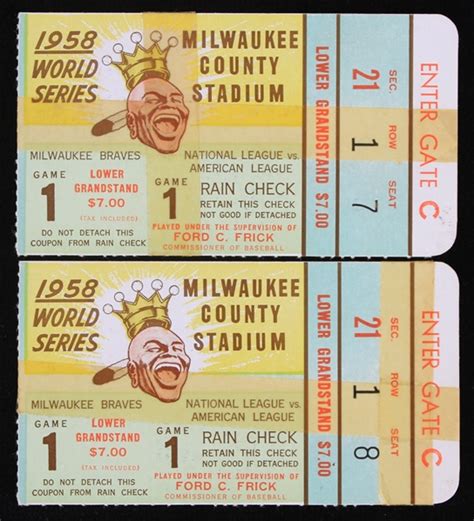 1958
WORLD
SERIES
MILWAUKEE
COUNTY
STADIUM
MILWAUKEE BRAVES
NATIONAL LEAGUE vs.
AMERICAN LEAGUE
GAME
1
LOWER
GRANDSTAND
$7.00
(TAX INCLUDED)
DO NOT DETACH THIS
COUPON FROM RAIN CHECK
GAME
1
RAIN CHECK
RETAIN THIS CHECK
NOT GOOD IF DETACHED
PLAYED UNDER THE SUPERVISION OF
FORD C. FRICK
COMMISSIONER OF BASEBALL
LOWER GRANDSTAND $7.00
21 1 7
SEC. ROW SEAT
ENTER GATE C
1958
WORLD
SERIES
MILWAUKEE
COUNTY
STADIUM
MILWAUKEE BRAVES
NATIONAL LEAGUE vs.
AMERICAN LEAGUE
GAME
1
LOWER
GRANDSTAND
$7.00
(TAX INCLUDED)
DO NOT DETACH THIS
COUPON FROM RAIN CHECK
GAME
1
RAIN CHECK
RETAIN THIS CHECK
NOT GOOD IF DETACHED
PLAYED UNDER THE SUPERVISION OF
FORD C. FRICK
COMMISSIONER OF BASEBALL
LOWER GRANDSTAND $7.00
21 1 8
SEC. ROW SEAT
ENTER GATE C